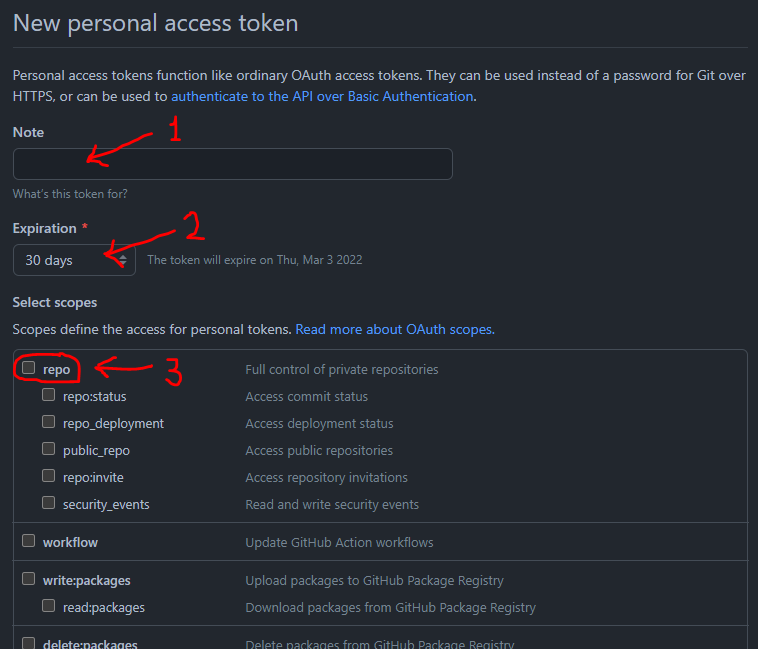 New personal access token
Personal access tokens function like ordinary OAuth access tokens. They can be used instead of a password for Git over
HTTPS, or can be used to authenticate to the API over Basic Authentication.
Note
1
What's this token for?
Expiration *
2
30 days
The token will expire on Thu, Mar 3 2022
Select scopes
Scopes define the access for personal tokens. Read more about OAuth scopes.
repo
3
Full control of private repositories
repo:status
Access commit status
repo_deployment
Access deployment status
public_repo
Access public repositories
repo:invite
Access repository invitations
security_events
Read and write security events
workflow
Update GitHub Action workflows
write:packages
Upload packages to GitHub Package Registry
read:packages
Download packages from GitHub Package Registry
delete:packages
Delete packages from GitHub Package Registry